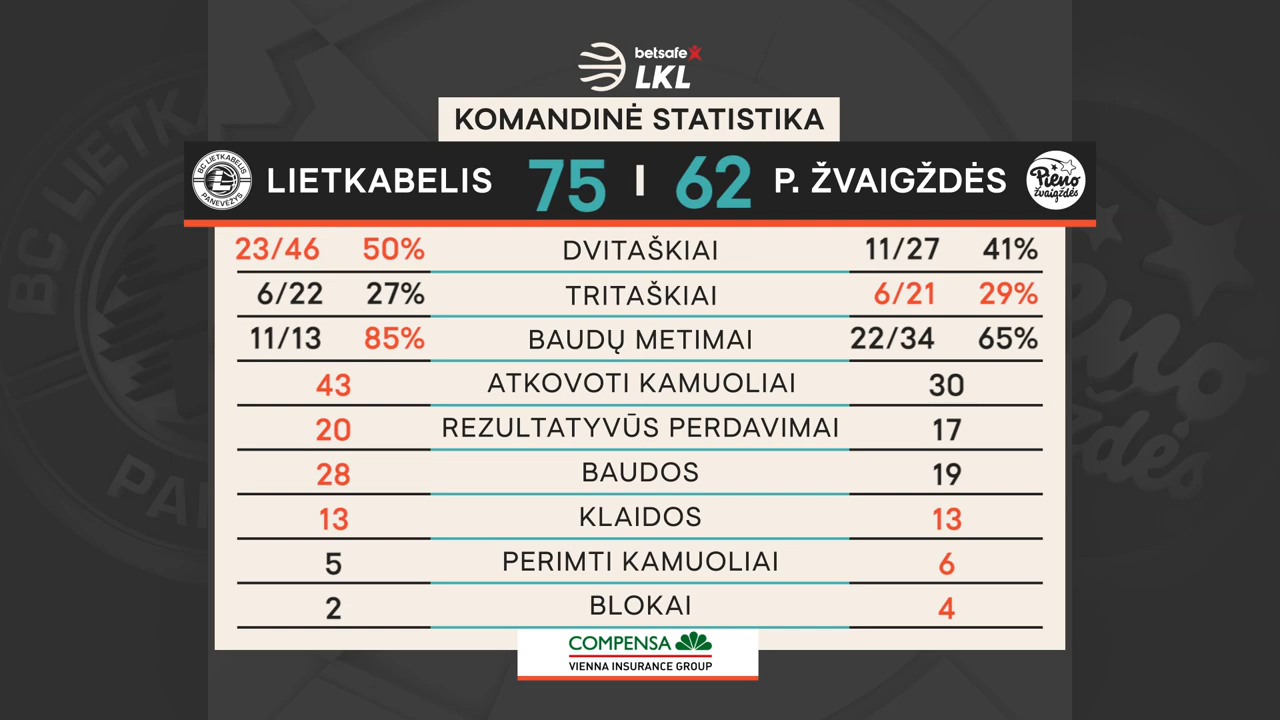 betsafe
LKL
KOMANDINĖ STATISTIKA
BC LIETKABELIS
PANEVĖŽYS
LIETKABELIS 75 | 62 P. ŽVAIGŽDĖS
Pieno
žvaigždės
23/46 50% DVITAŠKIAI 11/27 41%
6/22 27% TRITAŠKIAI 6/21 29%
11/13 85% BAUDŲ METIMAI 22/34 65%
43 ATKOVOTI KAMUOLIAI 30
20 REZULTATYVŪS PERDAVIMAI 17
28 BAUDOS 19
13 KLAIDOS 13
5 PERIMTI KAMUOLIAI 6
2 BLOKAI 4
COMPENSA
VIENNA INSURANCE GROUP